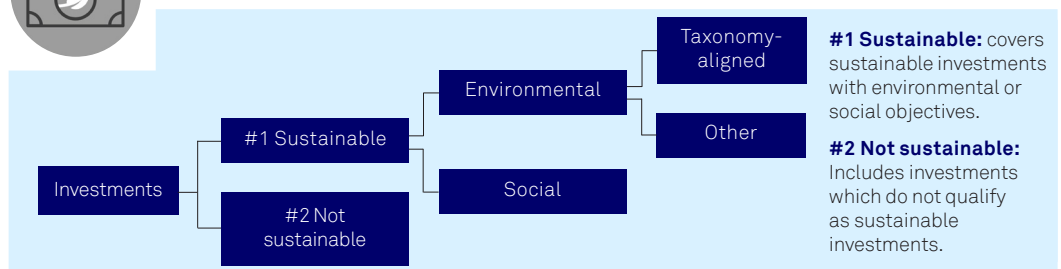 Investments
#1 Sustainable
#2 Not
sustainable
Environmental
Social
Taxonomy-
aligned
Other
#1 Sustainable: covers
sustainable investments
with environmental or
social objectives.
#2 Not sustainable:
Includes investments
which do not qualify
as sustainable
investments.